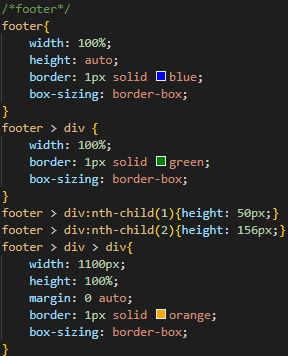 /*footer*/
footer{
    width: 100%;
    height: auto;
    border: 1px solid blue;
    box-sizing: border-box;
}
footer > div {
    width: 100%;
    border: 1px solid green;
    box-sizing: border-box;
}
footer > div:nth-child(1){height: 50px;}
footer > div:nth-child(2){height: 156px;}
footer > div > div{
    width: 1100px;
    height: 100%;
    margin: 0 auto;
    border: 1px solid orange;
    box-sizing: border-box;
}